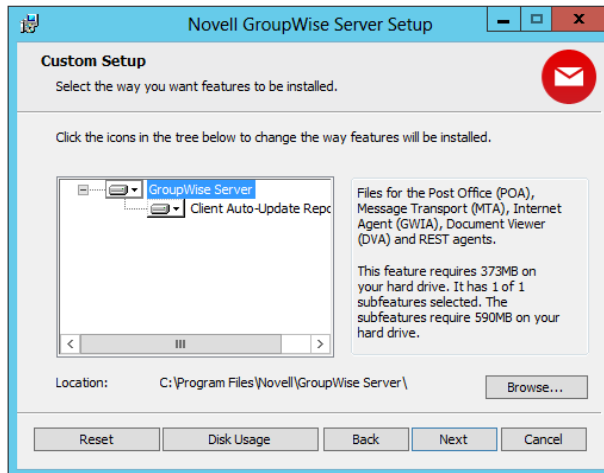 Novell GroupWise Server Setup
Custom Setup
Select the way you want features to be installed.
Click the icons in the tree below to change the way features will be installed.
GroupWise Server
Client Auto-Update Repo
Files for the Post Office (POA),
Message Transport (MTA), Internet
Agent (GWIA), Document Viewer
(DVA) and REST agents.
This feature requires 373MB on
your hard drive. It has 1 of 1
subfeatures selected. The
subfeatures require 590MB on your
hard drive.
Location: C:\Program Files\Novell\GroupWise Server\
Browse...
Reset Disk Usage Back Next Cancel